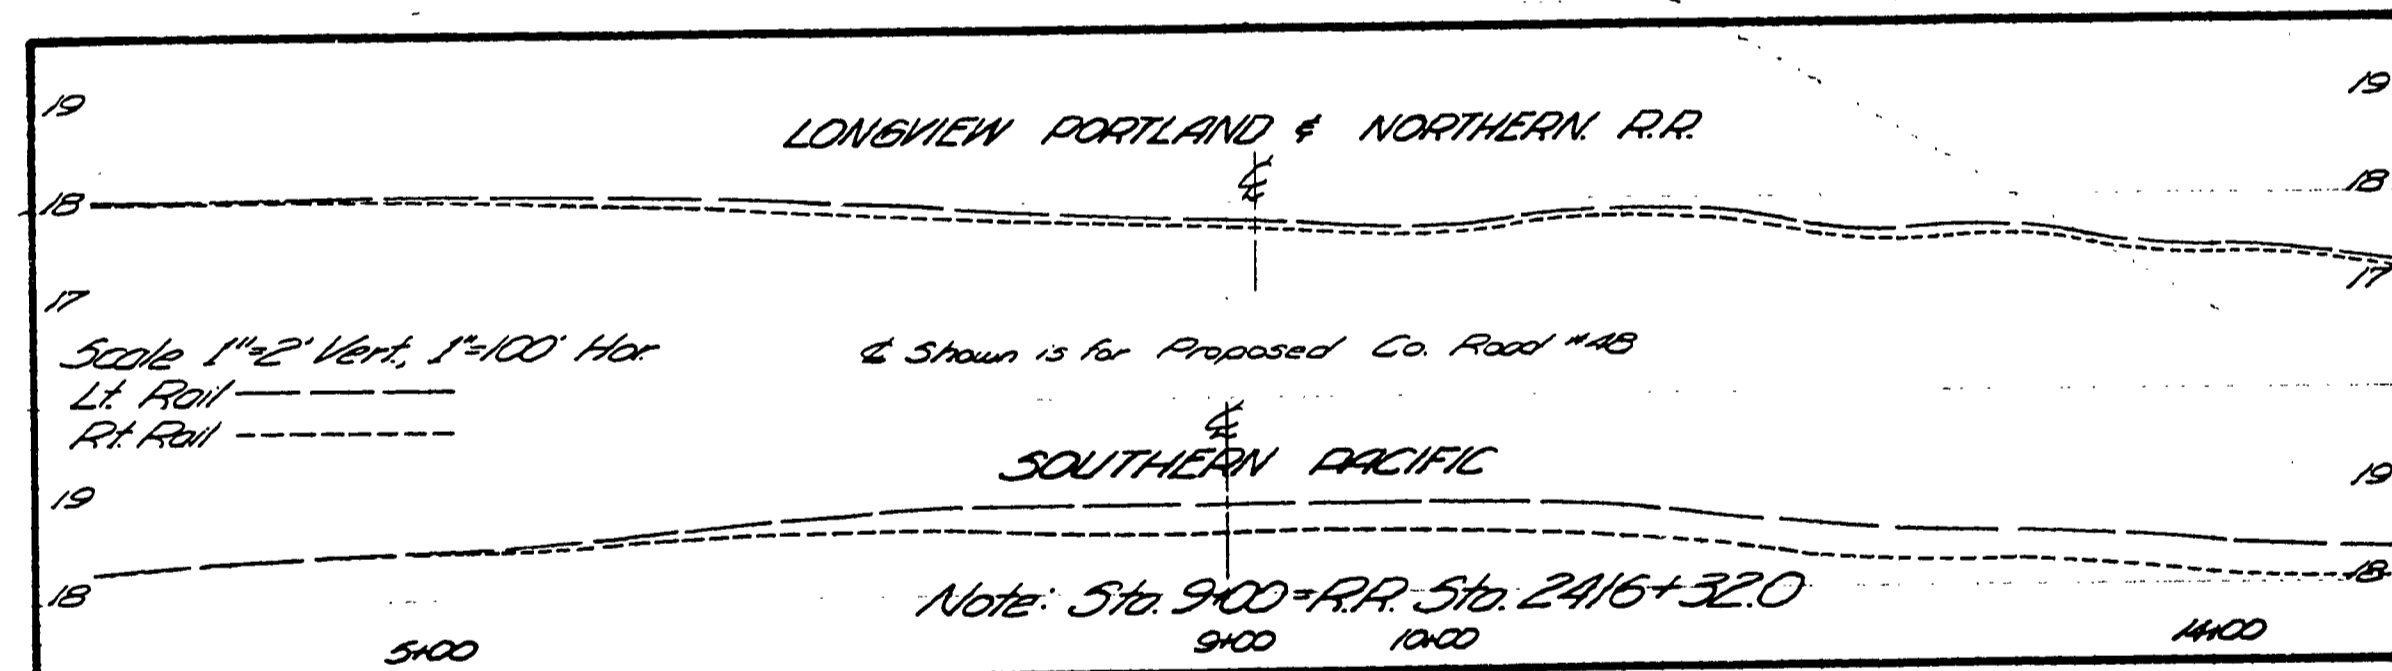 19 19
LONGVIEW PORTLAND & NORTHERN. R.R.
℄
18 18
17 17
Scale 1"=2' Vert., 1"=100' Hor.
℄ Shown is for Proposed Co. Road #48
Lt. Rail
Rt. Rail
℄
SOUTHERN PACIFIC
19 19
18 18
Note: Sta. 9+00=R.R. Sta. 2416+32.0
5+00 9+00 10+00 14+00